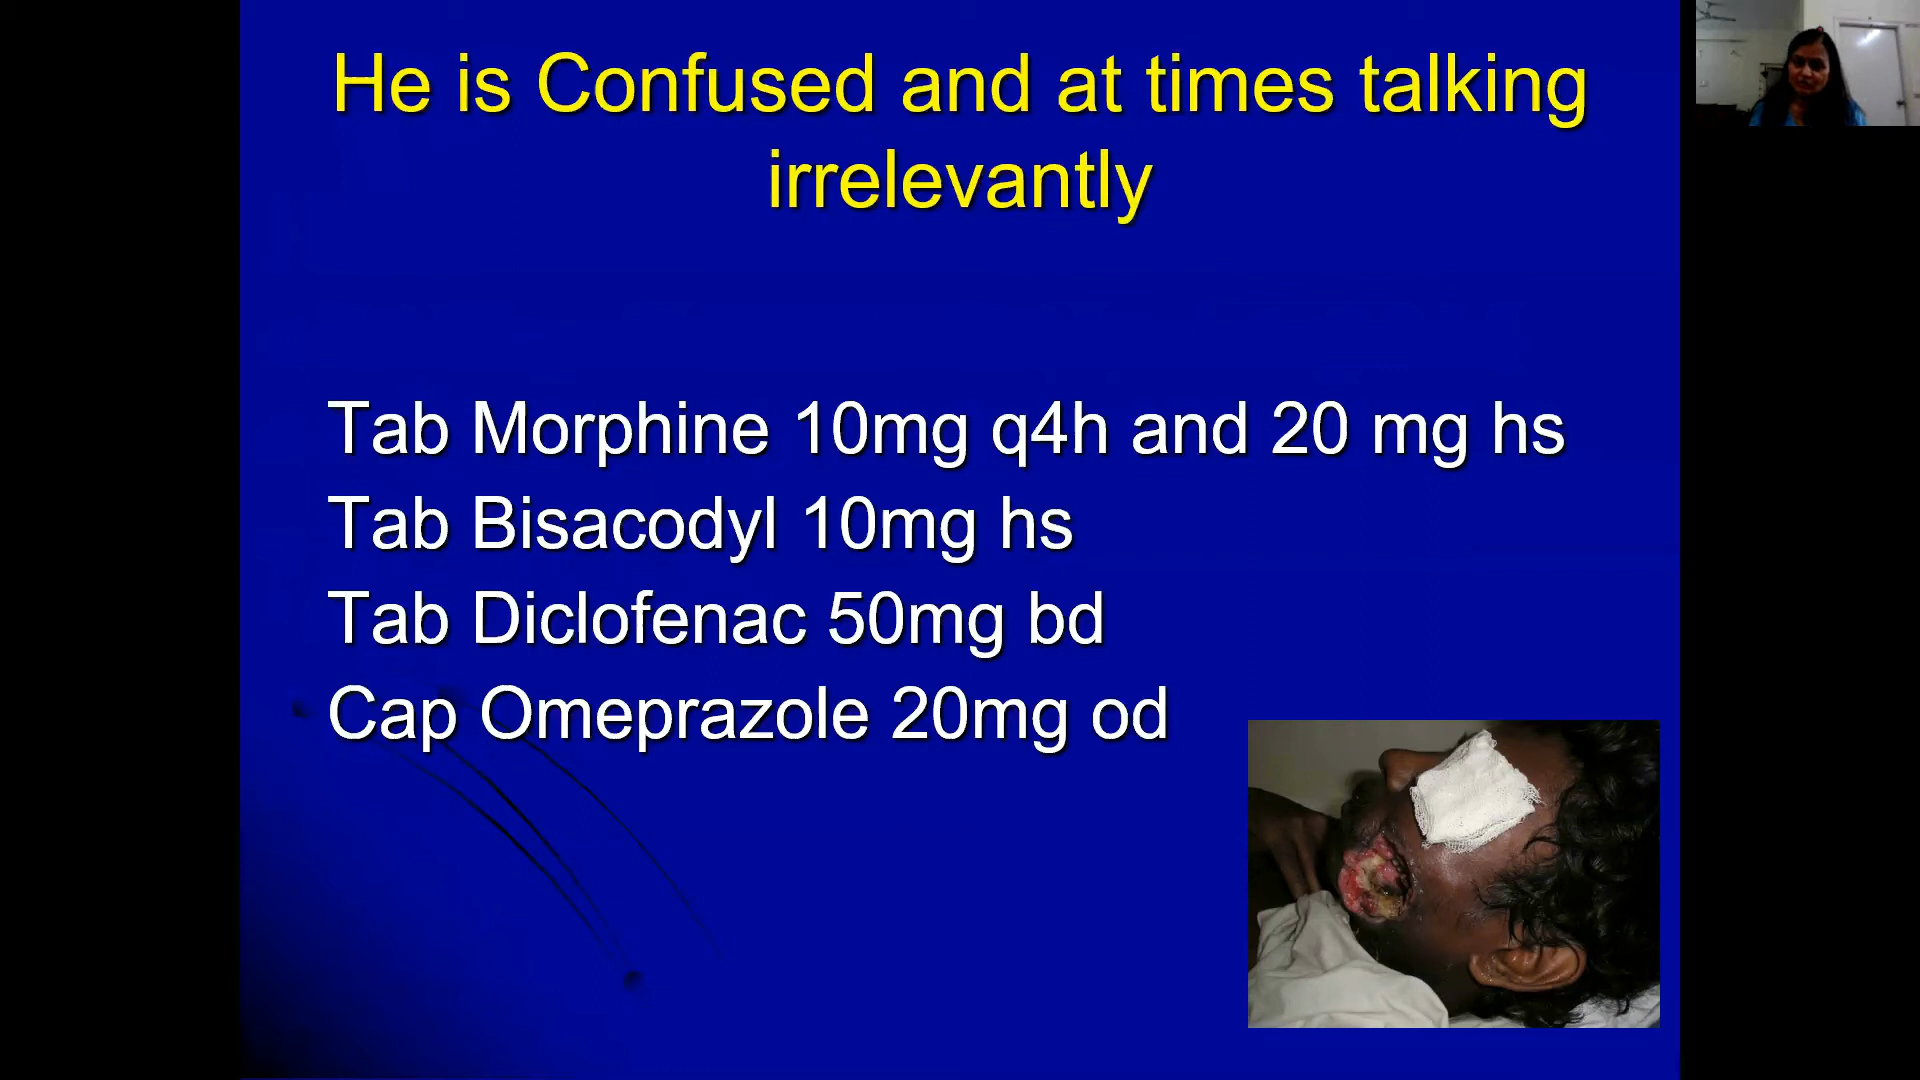 He is Confused and at times talking
irrelevantly
Tab Morphine 10mg q4h and 20 mg hs
Tab Bisacodyl 10mg hs
Tab Diclofenac 50mg bd
Cap Omeprazole 20mg od